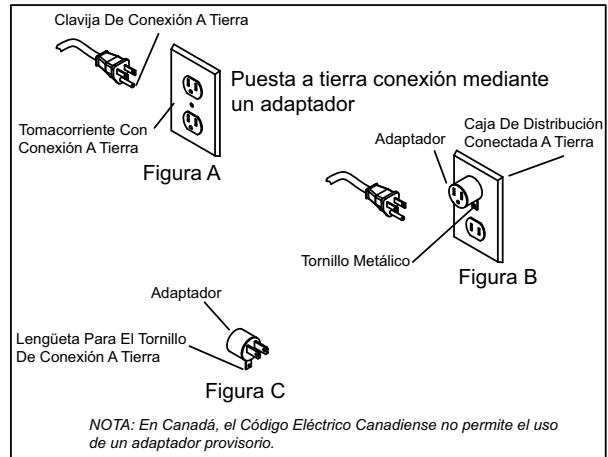 Clavija De Conexión A Tierra
Puesta a tierra conexión mediante
un adaptador
Tomacorriente Con
Conexión A Tierra
Figura A
Adaptador
Caja De Distribución
Conectada A Tierra
Tornillo Metálico
Figura B
Adaptador
Lengüeta Para El Tornillo
De Conexión A Tierra
Figura C
NOTA: En Canadá, el Código Eléctrico Canadiense no permite el uso
de un adaptador provisorio.